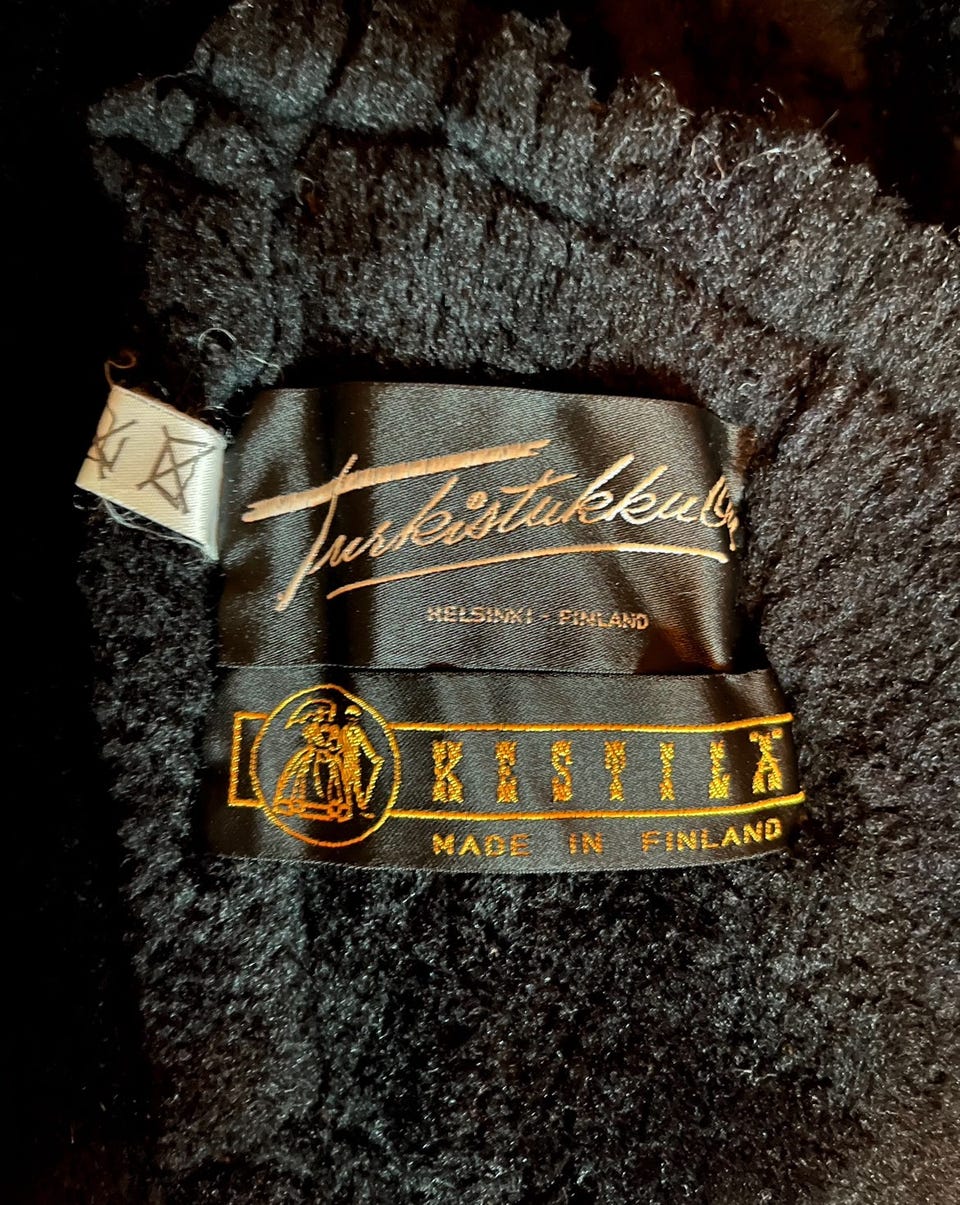 Turkistukku Oy
HELSINKI - FINLAND
KESTILÄ
MADE IN FINLAND